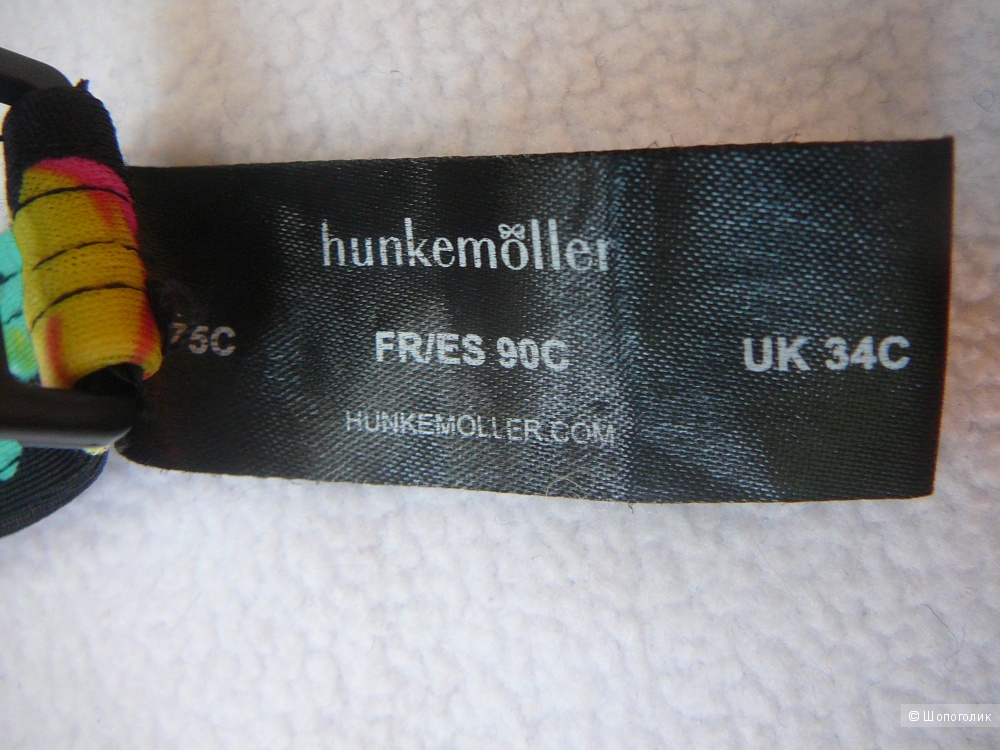 hunkemöller
75C FR/ES 90C UK 34C
HUNKEMOLLER.COM
© Шопоголик